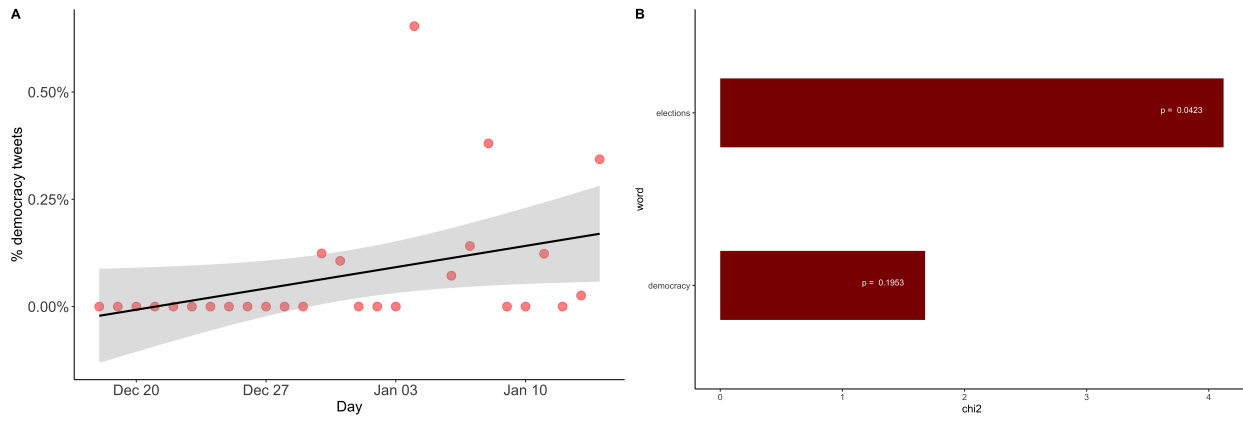 A
% democracy tweets
0.50%
0.25%
0.00%
Dec 20
Dec 27
Jan 03
Jan 10
Day
B
word
elections
p = 0.0423
democracy
p = 0.1953
0
1
2
3
4
chi2